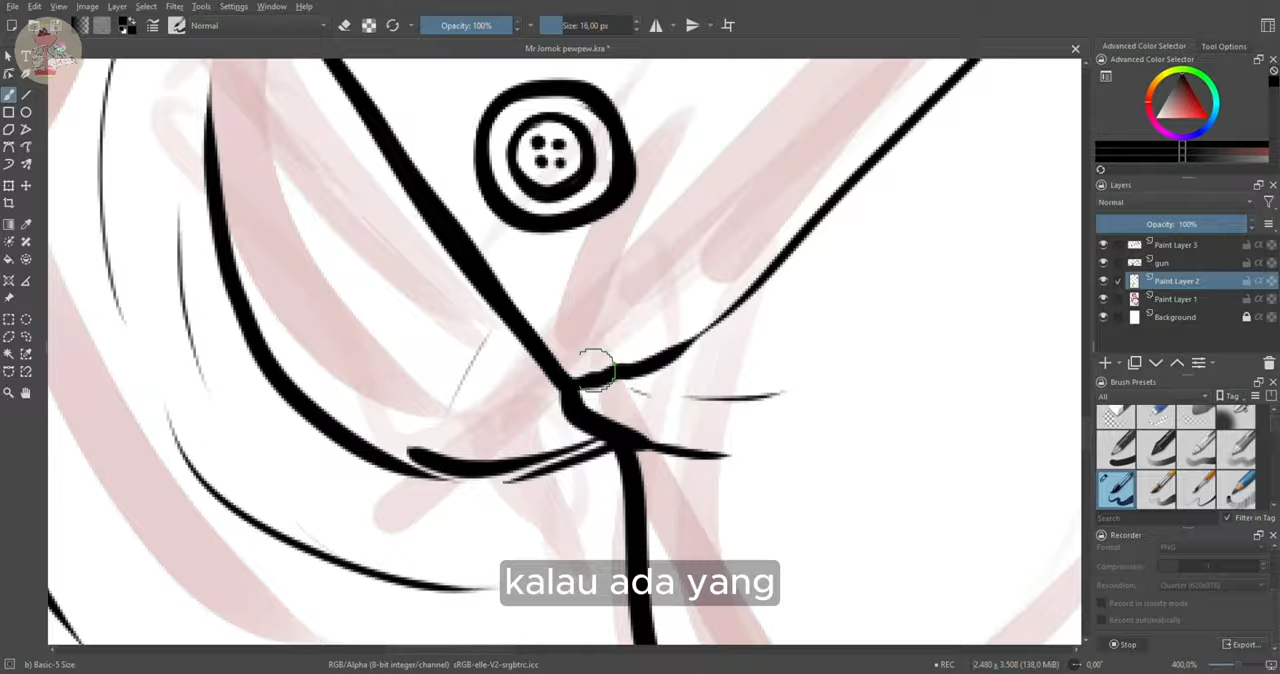 File Edit View Image Layer Select Filter Tools Settings Window Help
Normal
Opacity: 100%
Size: 16,00 px
Mr Jomok pewpew.kra *
Advanced Color Selector Tool Options
Advanced Color Selector
Layers
Normal
Opacity: 100%
Paint Layer 3
gun
Paint Layer 2
Paint Layer 1
Background
Brush Presets
All Tag
Search Filter in Tag
Recorder
Format PNG
Compression:
Resolution: Quarter (620x876)
Record in isolate mode
Record automatically
Stop Export...
kalau ada yang
b) Basic-5 Size RGB/Alpha (8-bit integer/channel) sRGB-elle-V2-srgbtrc.icc REC 2.480 x 3.508 (138,0 MiB) 0,00° 400,0%